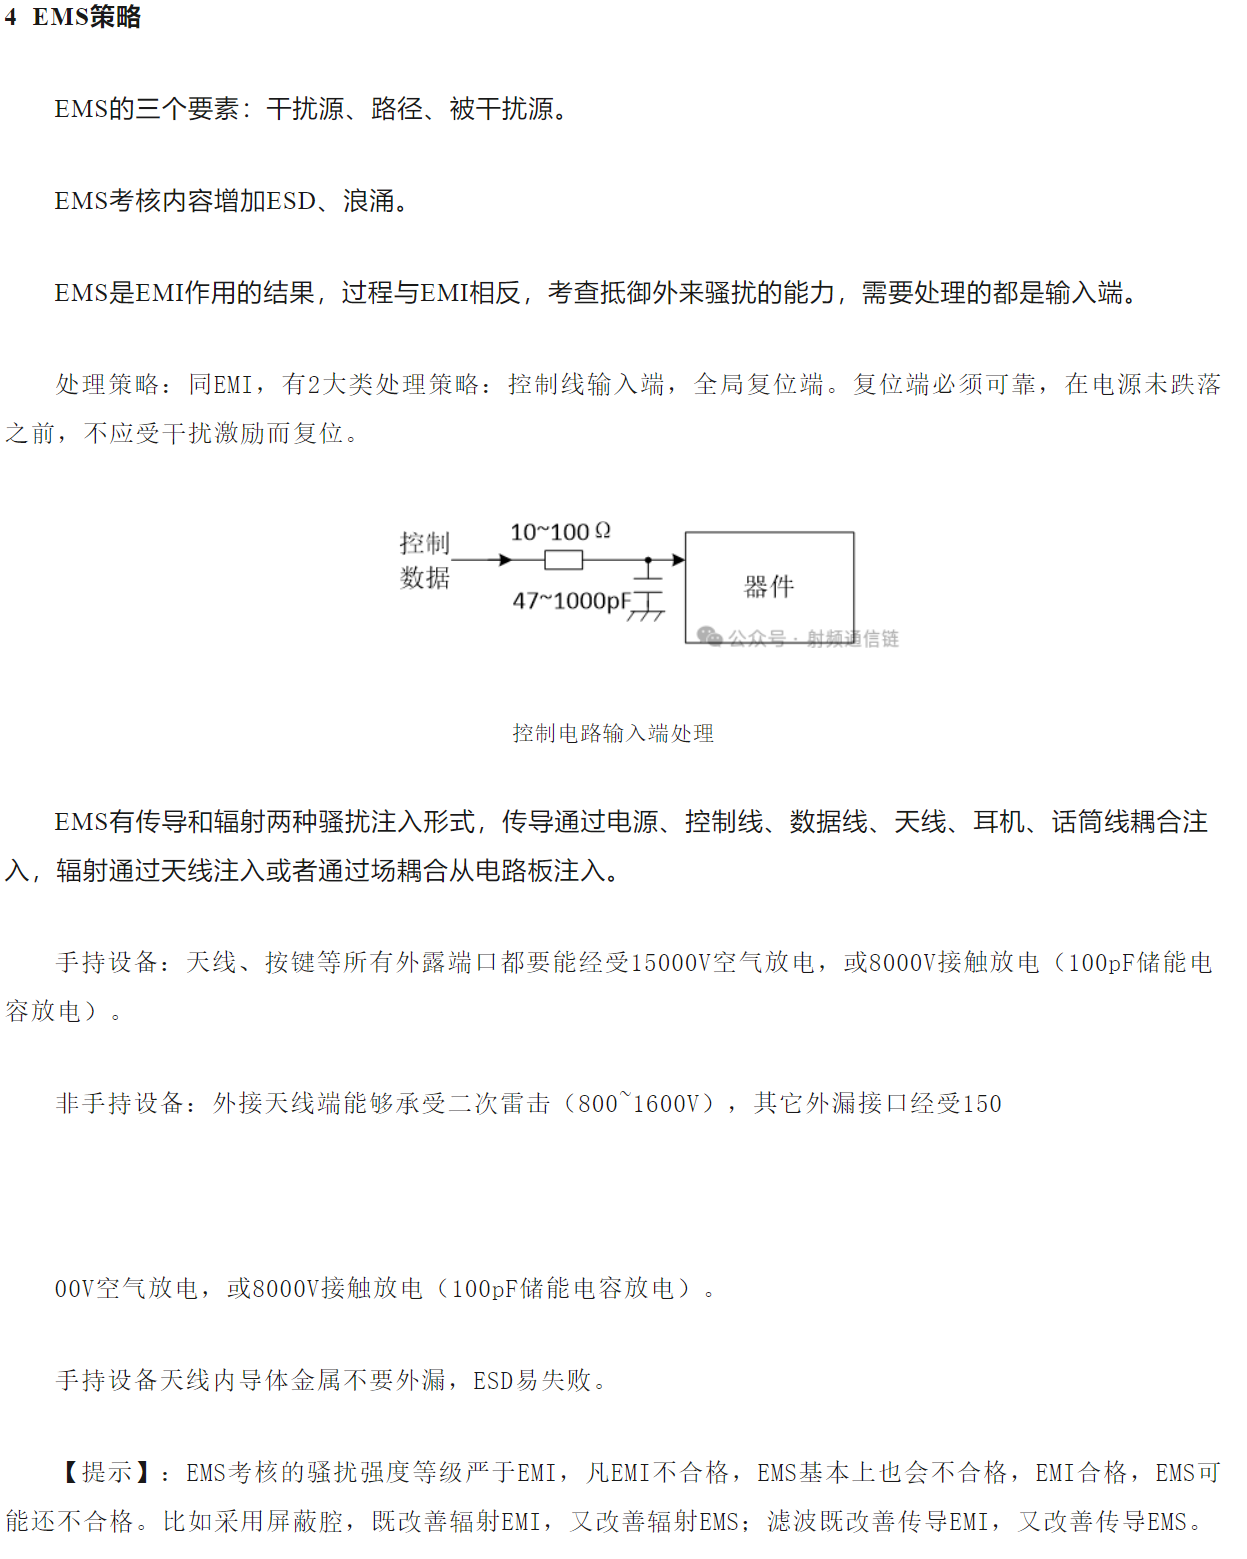 4 EMS策略
EMS的三个要素：干扰源、路径、被干扰源。
EMS考核内容增加ESD、浪涌。
EMS是EMI作用的结果，过程与EMI相反，考查抵御外来骚扰的能力，需要处理的都是输入端。
处理策略：同EMI，有2大类处理策略：控制线输入端，全局复位端。复位端必须可靠，在电源未跌落
之前，不应受干扰激励而复位。
10~100Ω
控制
数据
47~1000pF
器件
公众号·射频通信链
控制电路输入端处理
EMS有传导和辐射两种骚扰注入形式，传导通过电源、控制线、数据线、天线、耳机、话筒线耦合注
入，辐射通过天线注入或者通过场耦合从电路板注入。
手持设备：天线、按键等所有外露端口都要能经受15000V空气放电，或8000V接触放电（100pF储能电
容放电）。
非手持设备：外接天线端能够承受二次雷击（800~1600V），其它外漏接口经受150
00V空气放电，或8000V接触放电（100pF储能电容放电）。
手持设备天线内导体金属不要外漏，ESD易失败。
【提示】：EMS考核的骚扰强度等级严于EMI，凡EMI不合格，EMS基本上也会不合格，EMI合格，EMS可
能还不合格。比如采用屏蔽腔，既改善辐射EMI，又改善辐射EMS；滤波既改善传导EMI，又改善传导EMS。